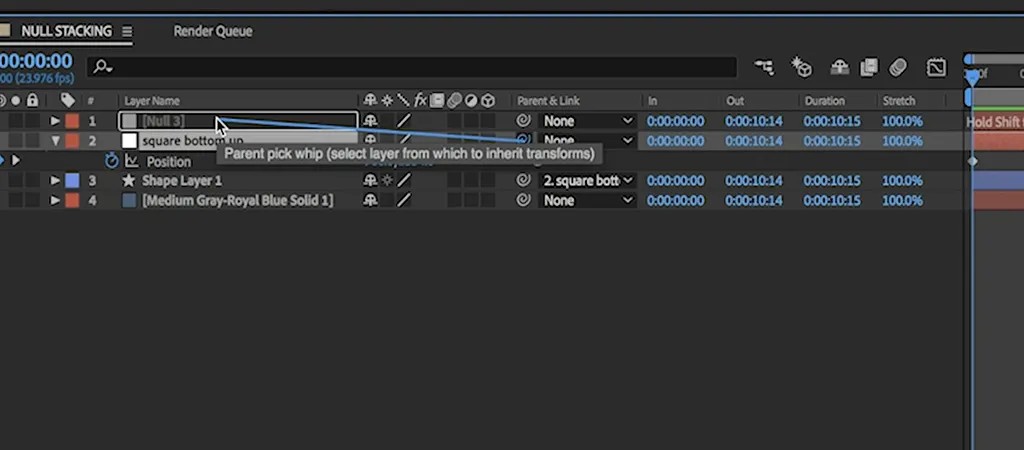 NULL STACKING Render Queue
00:00:00
00 (23.976 fps)
# Layer Name fx Parent & Link In Out Duration Stretch
1 [Null 3] None 0:00:00:00 0:00:10:14 0:00:10:15 100.0% Hold Shift
2 square bottom up None 0:00:00:00 0:00:10:14 0:00:10:15 100.0%
Parent pick whip (select layer from which to inherit transforms)
Position
3 Shape Layer 1 2. square bott 0:00:00:00 0:00:10:14 0:00:10:15 100.0%
4 [Medium Gray-Royal Blue Solid 1] None 0:00:00:00 0:00:10:14 0:00:10:15 100.0%